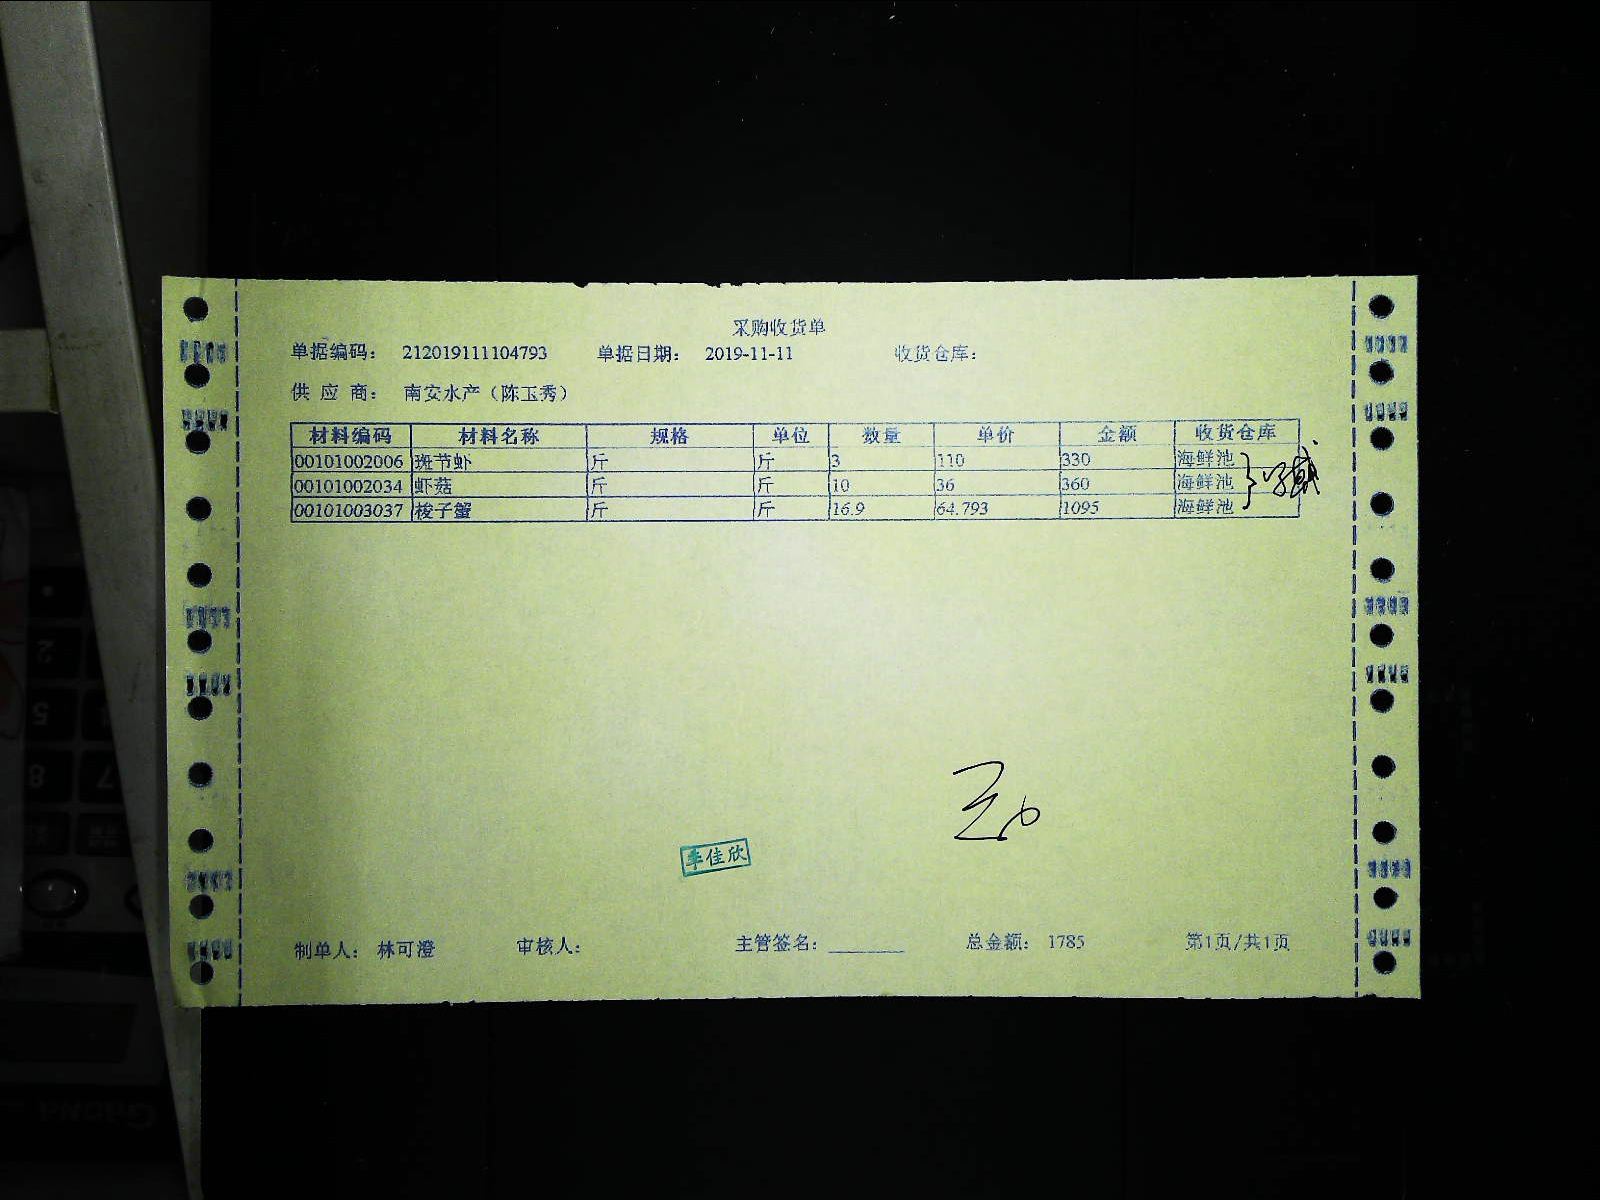 采购收货单
单据编码： 212019111104793 单据日期： 2019-11-11 收货仓库：
供 应 商： 南安水产（陈玉秀）
材料编码 材料名称 规格 单位 数量 单价 金额 收货仓库
00101002006 斑节虾 斤 斤 3 110 330 海鲜池
00101002034 虾菇 斤 斤 10 36 360 海鲜池
00101003037 梭子蟹 斤 斤 16.9 64.793 1095 海鲜池
李佳欣
制单人： 林可澄 审核人： 主管签名： 总金额： 1785 第1页/共1页